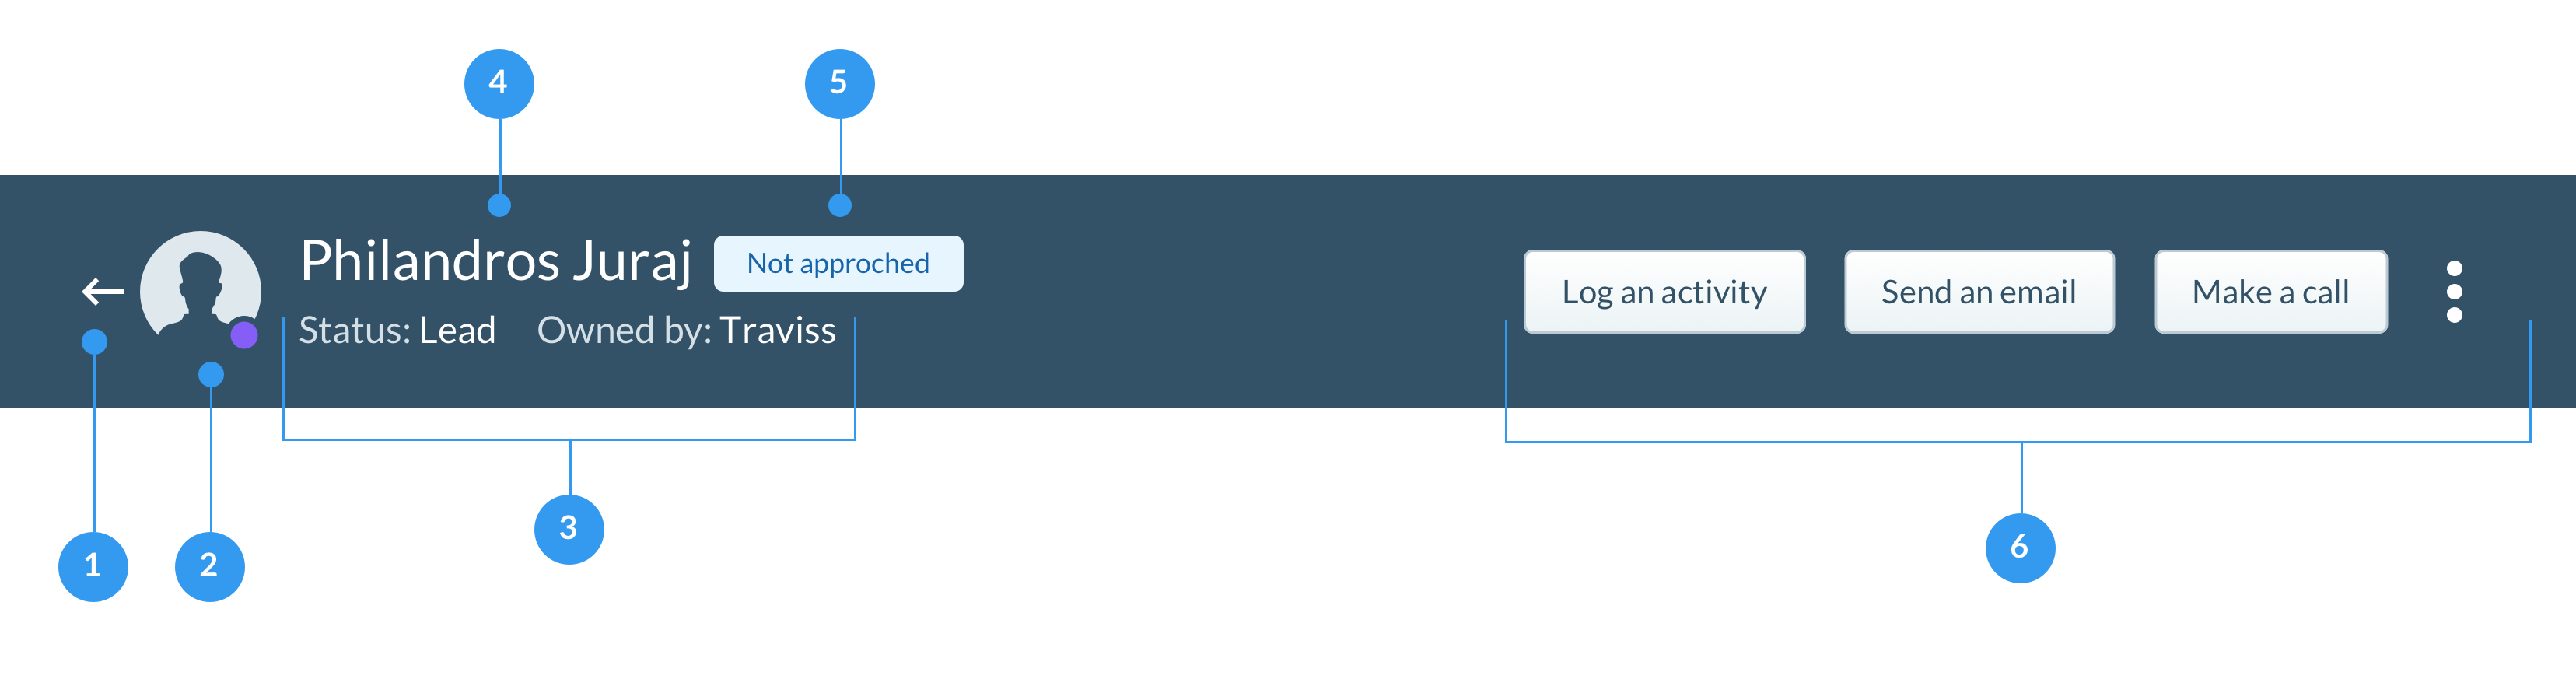 4
5
Philandros Juraj
Not approched
Status: Lead
Owned by: Traviss
Log an activity
Send an email
Make a call
1
2
3
6